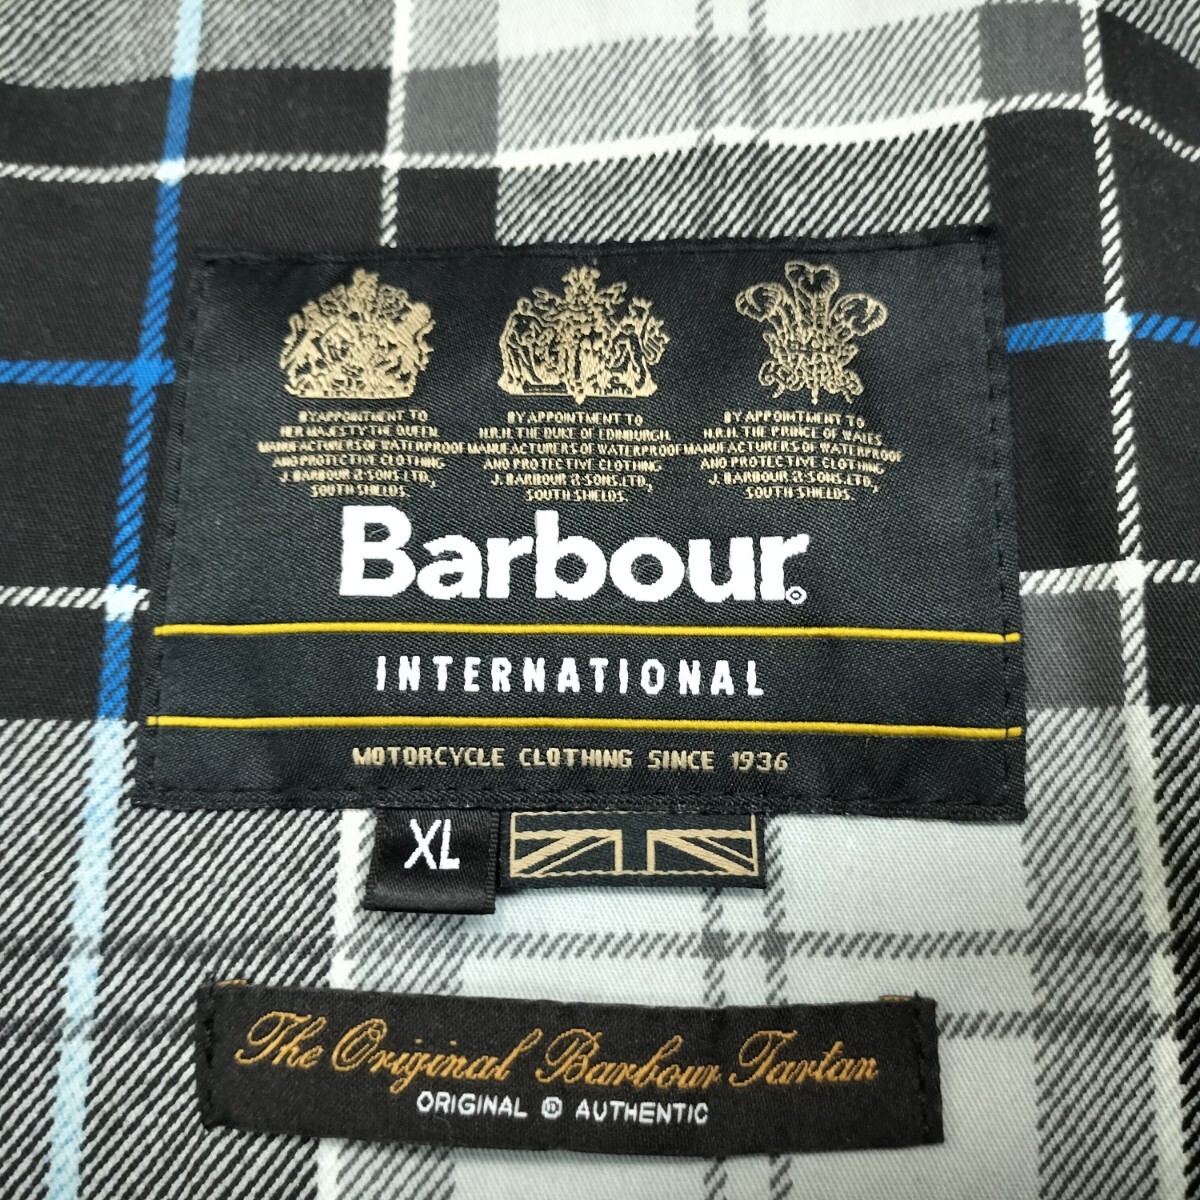 BY APPOINTMENT TO
HER MAJESTY THE QUEEN
MANUFACTURERS OF WATERPROOF
AND PROTECTIVE CLOTHING
J. BARBOUR & SONS LTD.,
SOUTH SHIELDS.
BY APPOINTMENT TO
H.R.H. THE DUKE OF EDINBURGH
MANUFACTURERS OF WATERPROOF
AND PROTECTIVE CLOTHING
J. BARBOUR & SONS LTD.,
SOUTH SHIELDS.
BY APPOINTMENT TO
H.R.H. THE PRINCE OF WALES
MANUFACTURERS OF WATERPROOF
AND PROTECTIVE CLOTHING
J. BARBOUR & SONS LTD.,
SOUTH SHIELDS.
Barbour®
INTERNATIONAL
MOTORCYCLE CLOTHING SINCE 1936
XL
The Original Barbour Tartan
ORIGINAL & AUTHENTIC